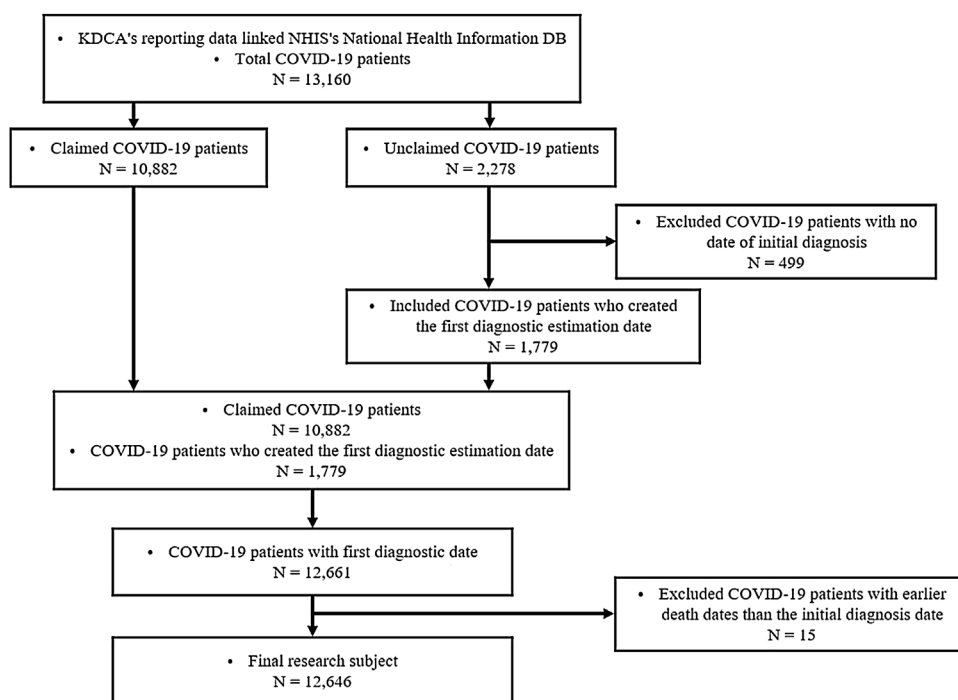 • KDCA's reporting data linked NHIS's National Health Information DB
• Total COVID-19 patients
N = 13,160
• Claimed COVID-19 patients
N = 10,882
• Unclaimed COVID-19 patients
N = 2,278
• Excluded COVID-19 patients with no
date of initial diagnosis
N = 499
• Included COVID-19 patients who created
the first diagnostic estimation date
N = 1,779
• Claimed COVID-19 patients
N = 10,882
• COVID-19 patients who created the first diagnostic estimation date
N = 1,779
• COVID-19 patients with first diagnostic date
N = 12,661
• Excluded COVID-19 patients with earlier
death dates than the initial diagnosis date
N = 15
• Final research subject
N = 12,646